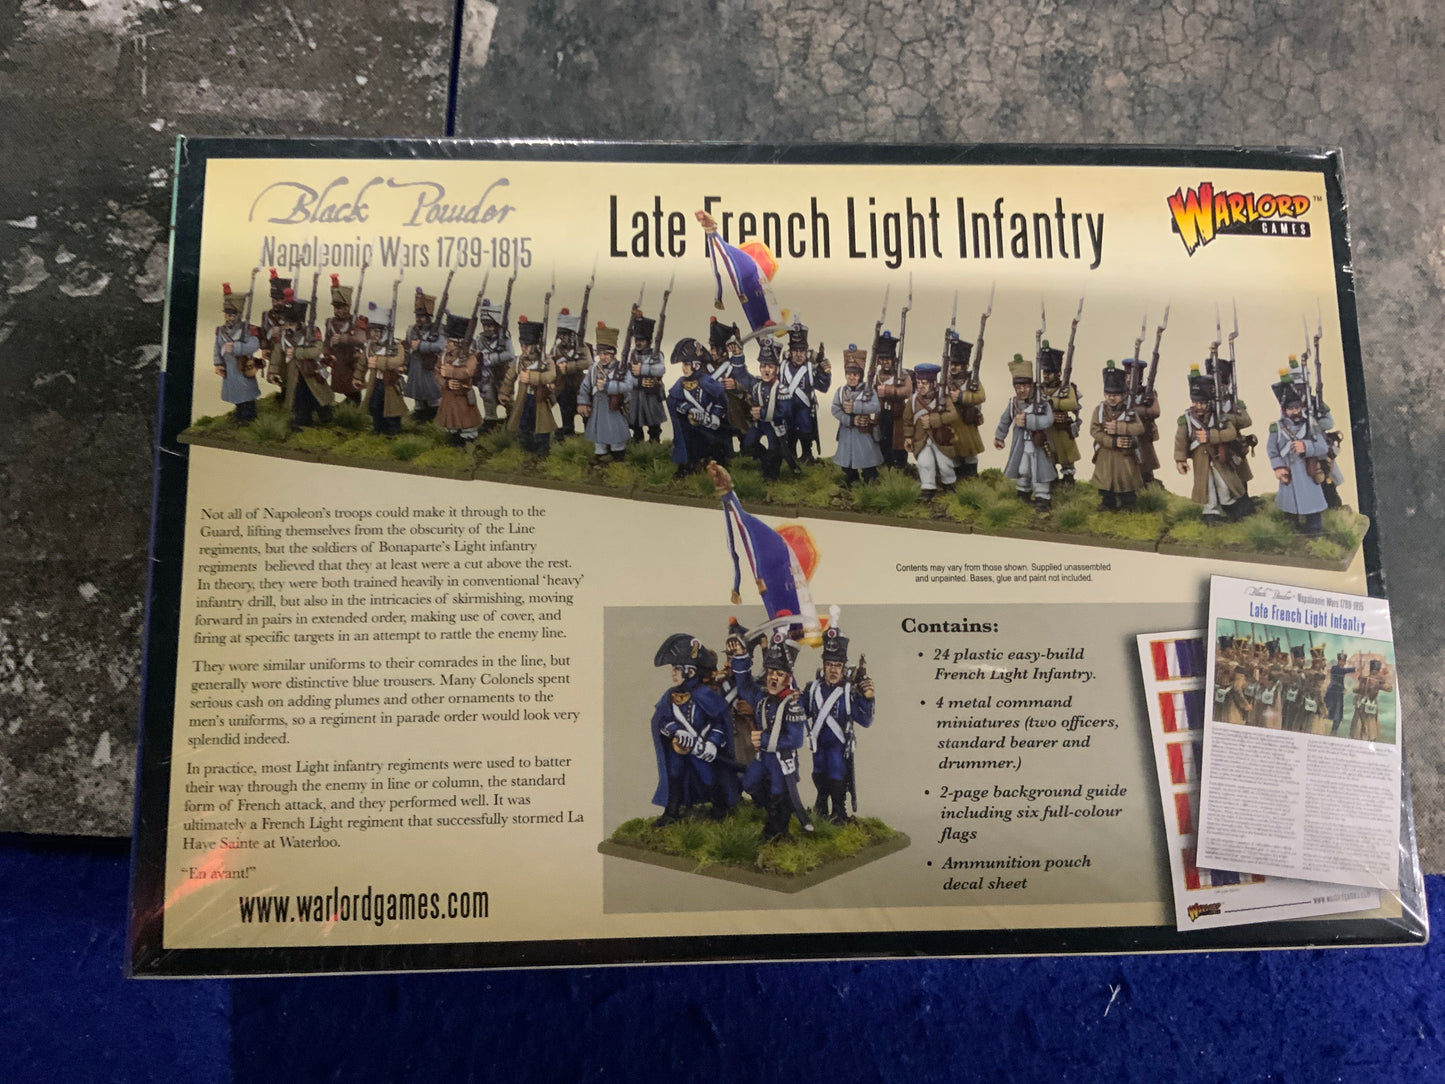 Black Powder
Napoleonic Wars 1789-1815
Late French Light Infantry
WARLORD™
GAMES
Not all of Napoleon's troops could make it through to the
Guard, lifting themselves from the obscurity of the Line
regiments, but the soldiers of Bonaparte's Light infantry
regiments believed that they at least were a cut above the rest.
In theory, they were both trained heavily in conventional 'heavy'
infantry drill, but also in the intricacies of skirmishing, moving
forward in pairs in extended order, making use of cover, and
firing at specific targets in an attempt to rattle the enemy line.
They wore similar uniforms to their comrades in the line, but
generally wore distinctive blue trousers. Many Colonels spent
serious cash on adding plumes and other ornaments to the
men's uniforms, so a regiment in parade order would look very
splendid indeed.
In practice, most Light infantry regiments were used to batter
their way through the enemy in line or column, the standard
form of French attack, and they performed well. It was
ultimately a French Light regiment that successfully stormed La
Haye Sainte at Waterloo.
"En avant!"
www.warlordgames.com
Contents may vary from those shown. Supplied unassembled
and unpainted. Bases, glue and paint not included.
Contains:
• 24 plastic easy-build
French Light Infantry.
• 4 metal command
miniatures (two officers,
standard bearer and
drummer.)
• 2-page background guide
including six full-colour
flags
• Ammunition pouch
decal sheet
Black Powder Napoleonic Wars 1789-1815
Late French Light Infantry
WARLORD